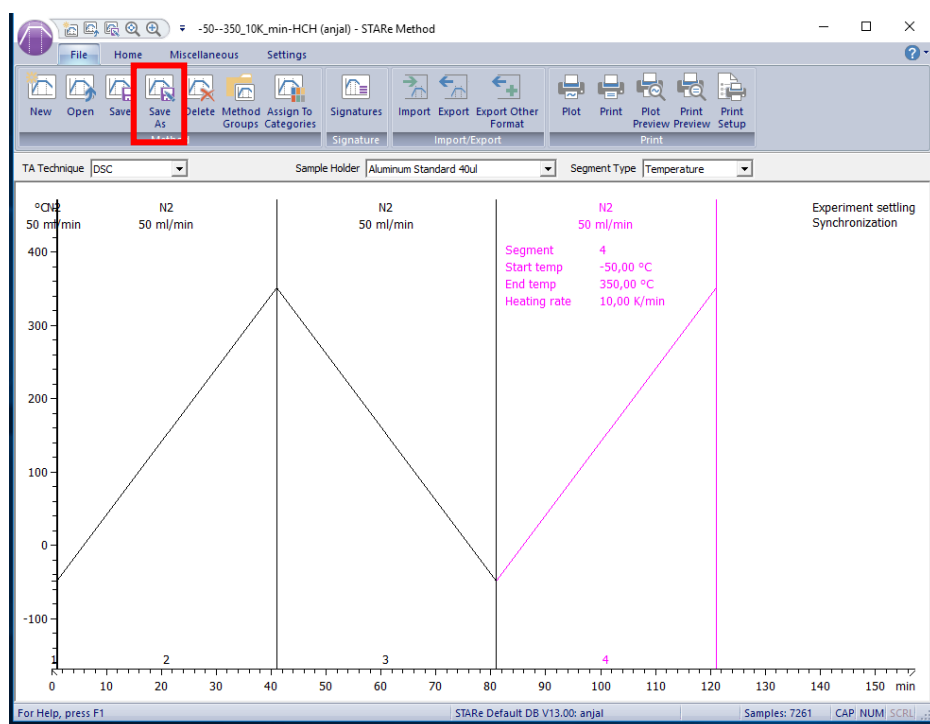 -50--350_10K_min-HCH (anjal) - STARe Method
File Home Miscellaneous Settings
New Open Save Save As Delete Method Groups Assign To Categories Signatures Import Export Export Other Format Plot Print Plot Preview Print Preview Print Setup
Method Signature Import/Export Print
TA Technique DSC Sample Holder Aluminum Standard 40ul Segment Type Temperature
°C N2 N2 N2 N2 Experiment settling
50 ml/min 50 ml/min 50 ml/min 50 ml/min Synchronization
Segment 4
Start temp -50,00 °C
End temp 350,00 °C
Heating rate 10,00 K/min
400
300
200
100
0
-100
1 2 3 4
0 10 20 30 40 50 60 70 80 90 100 110 120 130 140 150 min
For Help, press F1 STARe Default DB V13.00: anjal Samples: 7261 CAP NUM SCRL